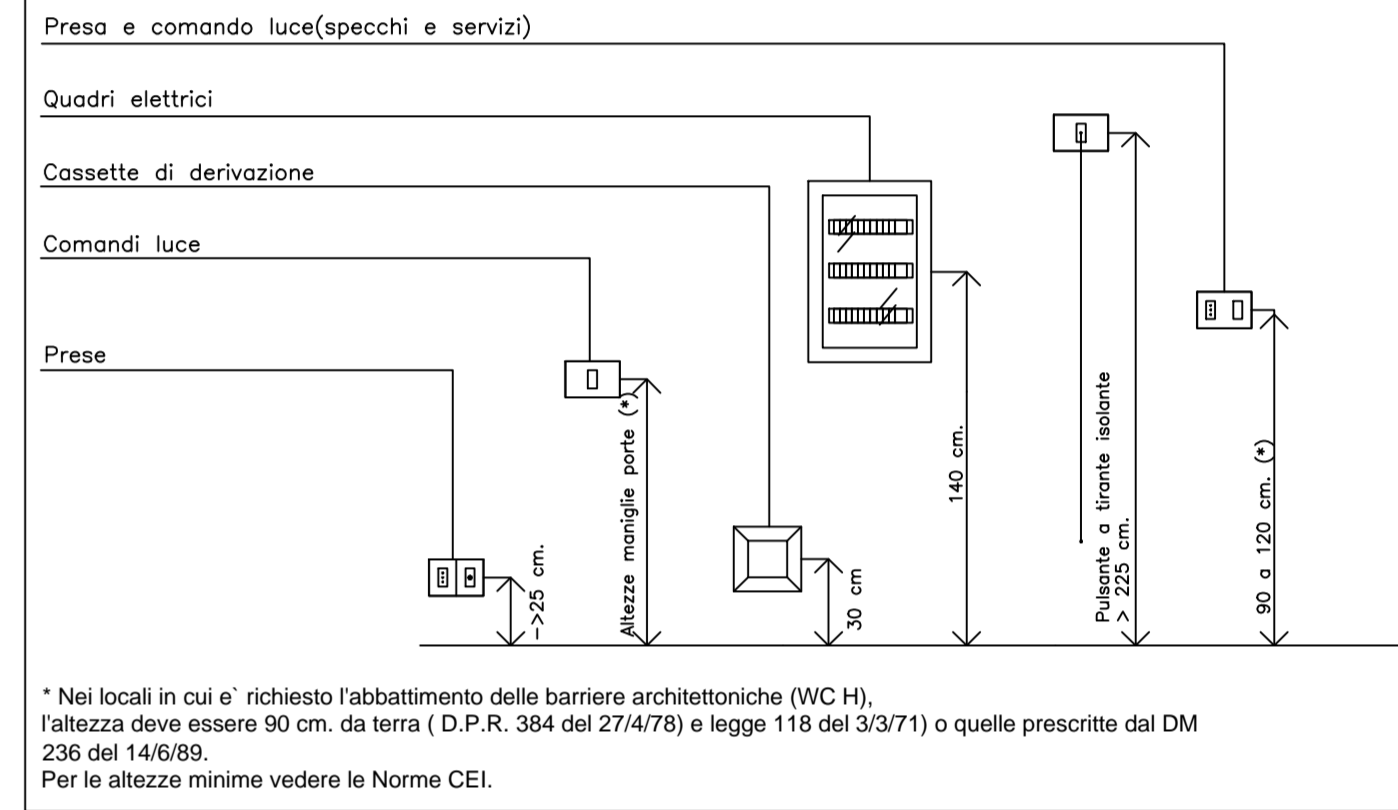 Presa e comando luce(specchi e servizi)
Quadri elettrici
Cassette di derivazione
Comandi luce
Prese
->25 cm.
Altezze maniglie porte (*)
30 cm
140 cm.
Pulsante a tirante isolante
> 225 cm.
90 a 120 cm. (*)
* Nei locali in cui e` richiesto l'abbattimento delle barriere architettoniche (WC H),
l'altezza deve essere 90 cm. da terra ( D.P.R. 384 del 27/4/78) e legge 118 del 3/3/71) o quelle prescritte dal DM
236 del 14/6/89.
Per le altezze minime vedere le Norme CEI.